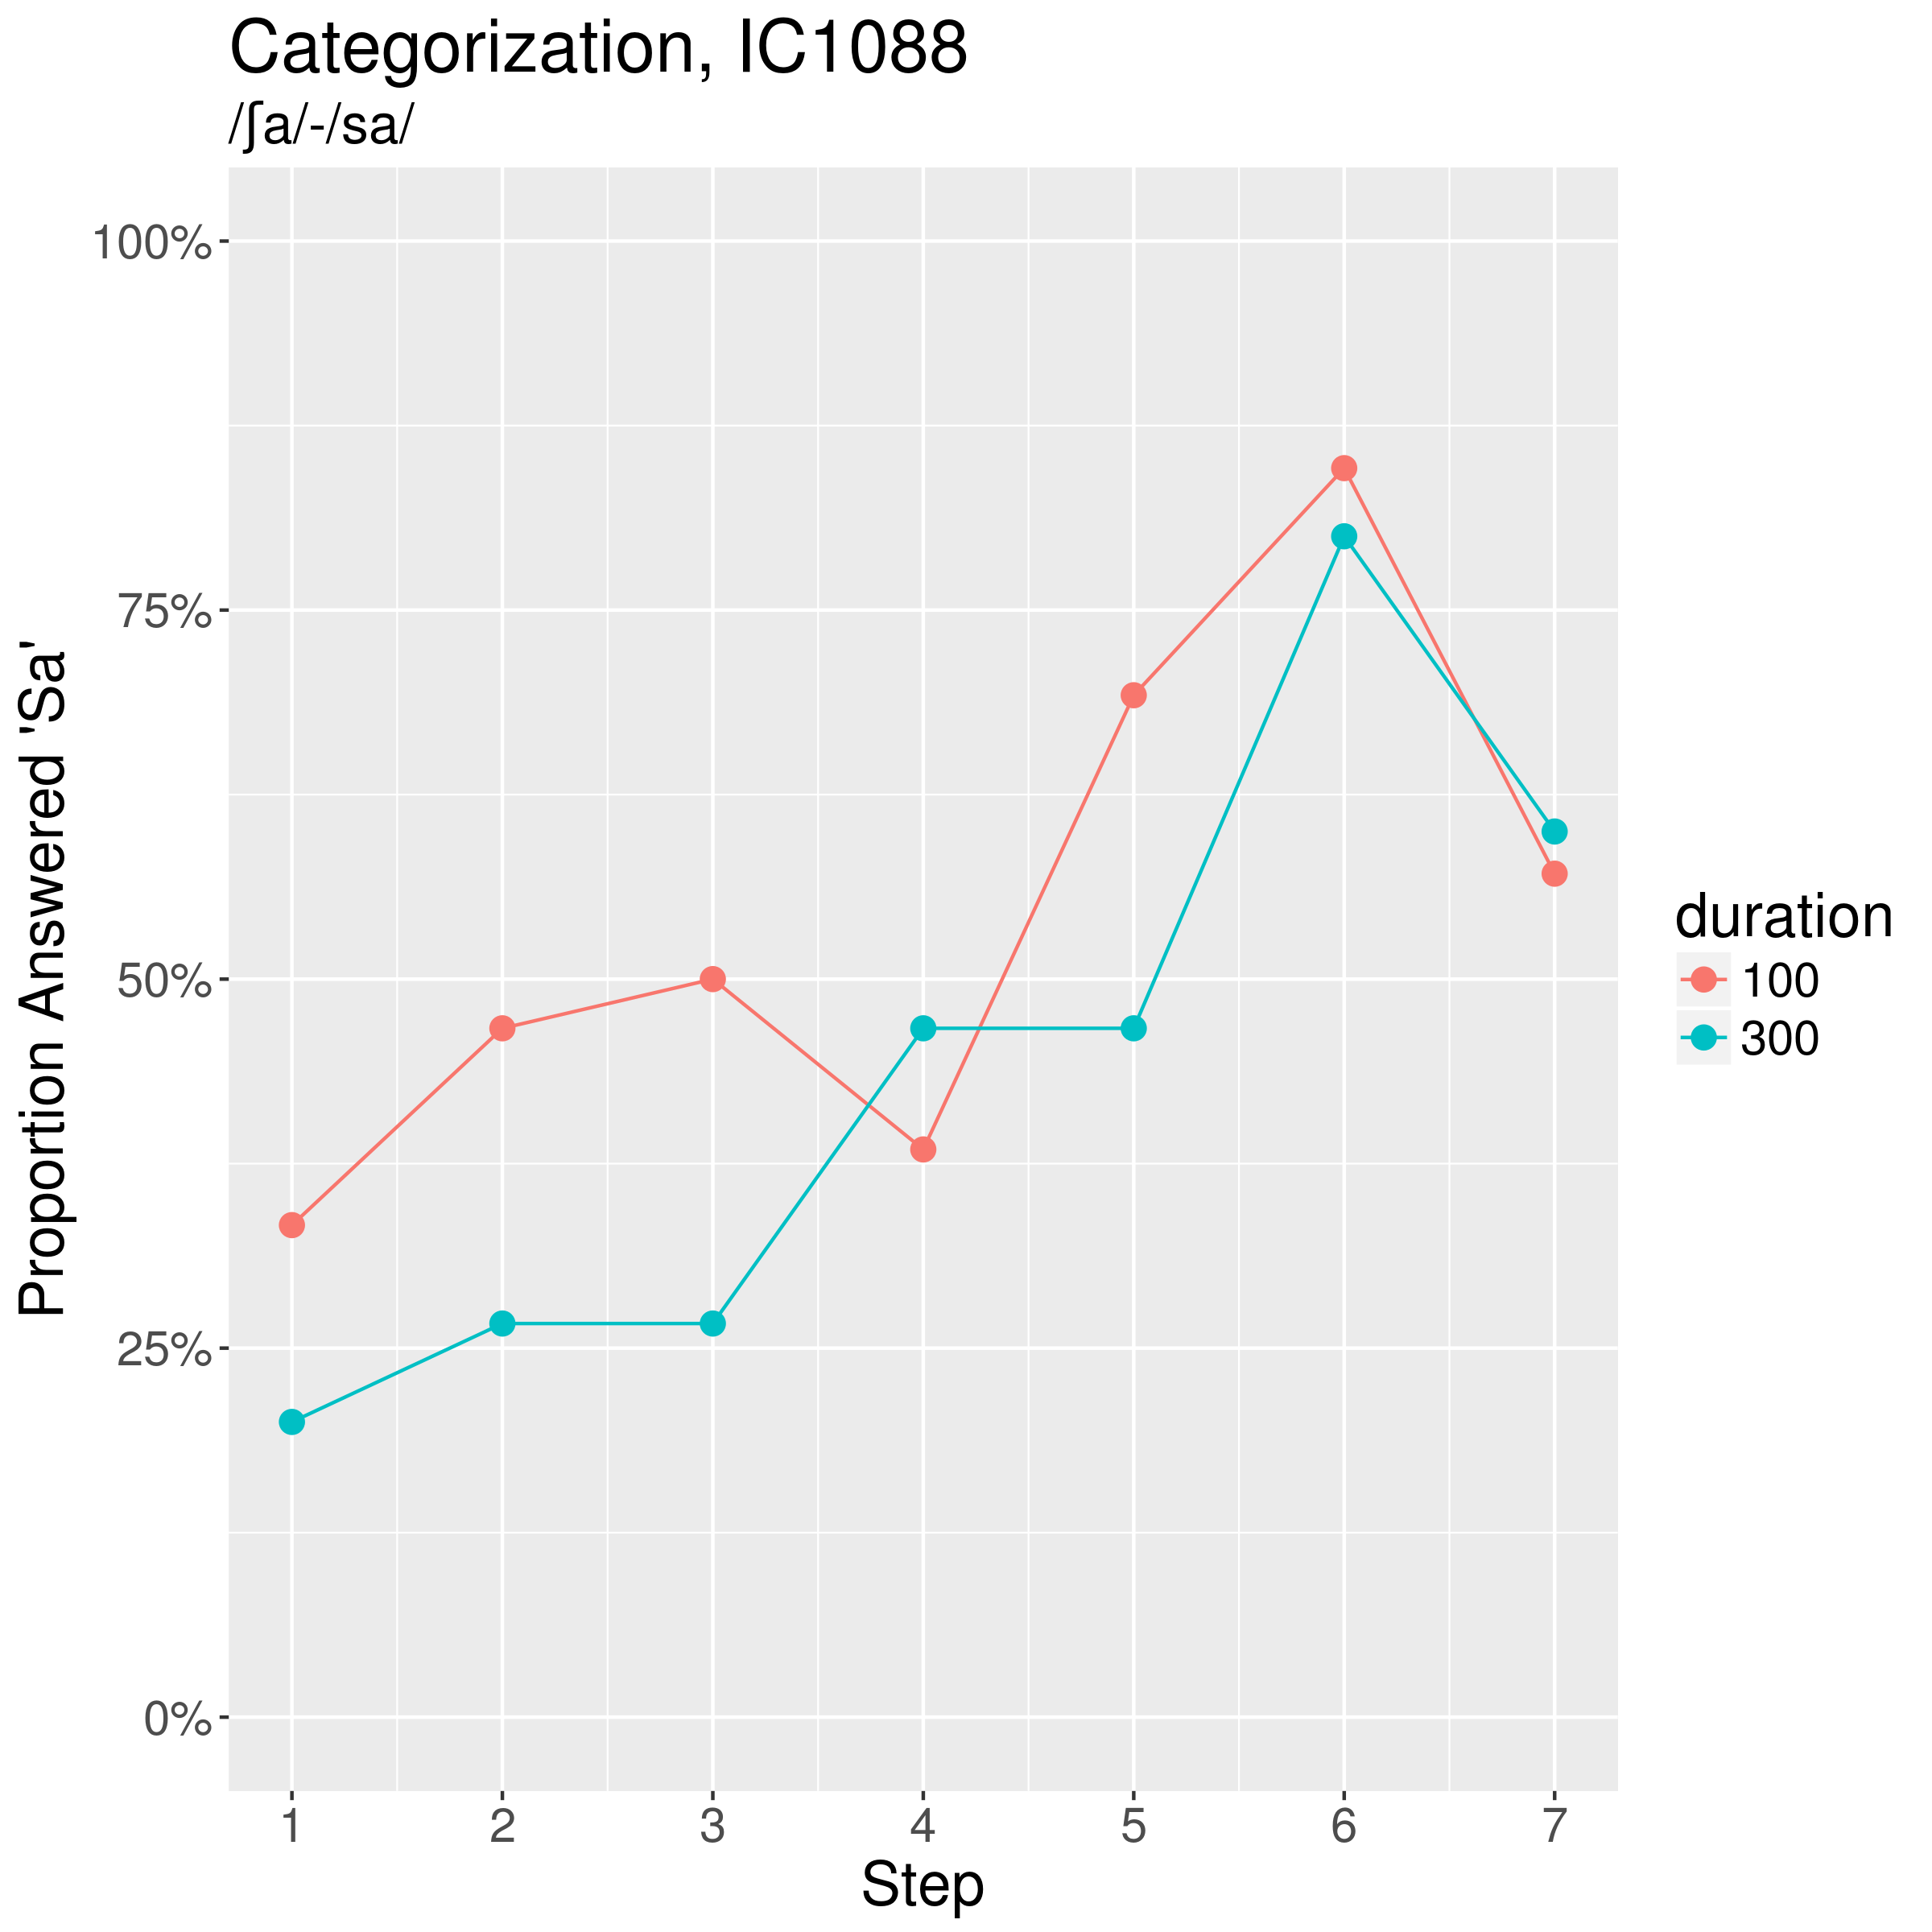 Categorization, IC1088
/ʃa/-/sa/
Proportion Answered 'Sa'
100%
75%
50%
25%
0%
1 2 3 4 5 6 7
Step
duration
100
300